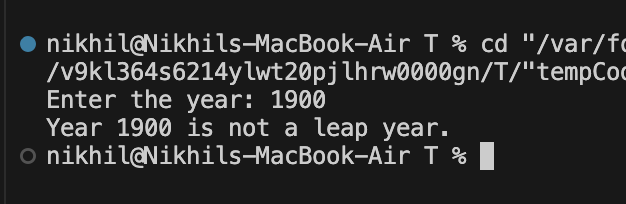 nikhil@Nikhils-MacBook-Air T % cd "/var/fo
/v9kl364s6214ylwt20pjlhrw0000gn/T/"tempCod
Enter the year: 1900
Year 1900 is not a leap year.
nikhil@Nikhils-MacBook-Air T %